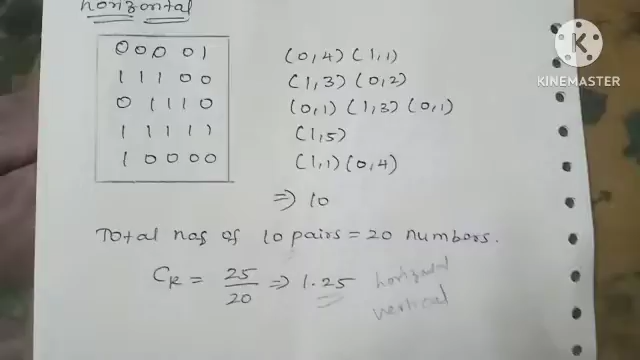 horizontal
0 0 0 0 1 (0,4) (1,1)
1 1 1 0 0 (1,3) (0,2)
0 1 1 1 0 (0,1) (1,3) (0,1)
1 1 1 1 1 (1,5)
1 0 0 0 0 (1,1) (0,4)
⇒ 10
Total nos of 10 pairs = 20 numbers.
CR = 25/20 ⇒ 1.25 horizontal
vertical
KINEMASTER